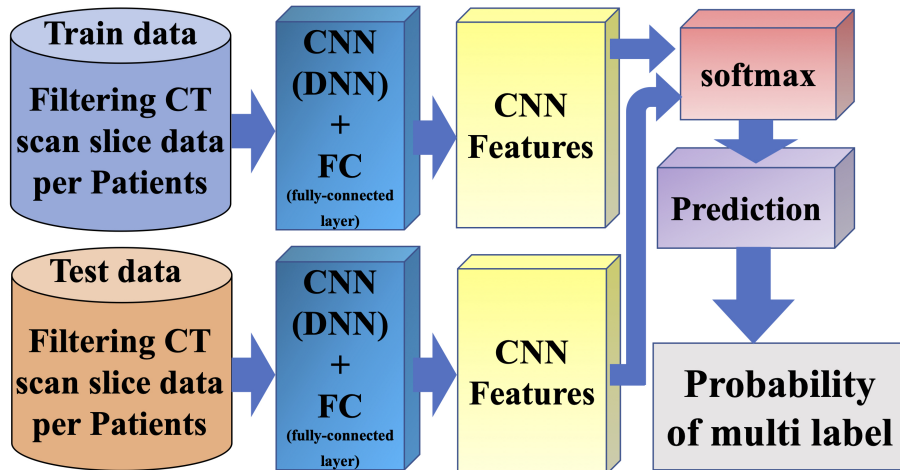 Train data
Filtering CT
scan slice data
per Patients
CNN
(DNN)
+
FC
(fully-connected
layer)
CNN
Features
softmax
Prediction
Probability
of multi label
Test data
Filtering CT
scan slice data
per Patients
CNN
(DNN)
+
FC
(fully-connected
layer)
CNN
Features